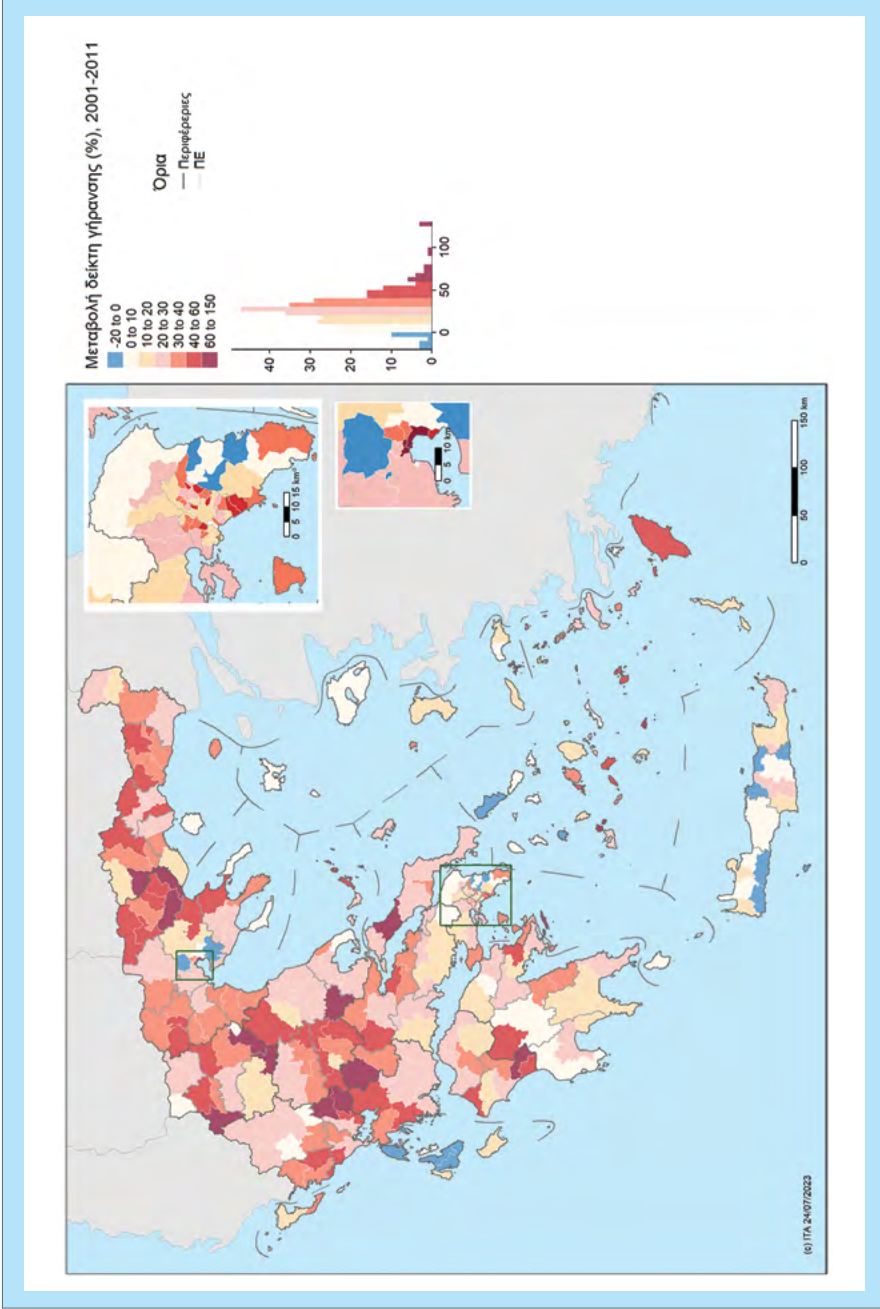 Μεταβολή δείκτη γήρανσης (%), 2001-2011
-20 to 0
0 to 10
10 to 20
20 to 30
30 to 40
40 to 60
60 to 150
Όρια
Περιφέρεριες
ΠΕ
40
30
20
10
0
0
50
100
0 5 10 15 km
0 5 10 km
0 50 100 150 km
(c) ITA 24/07/2023